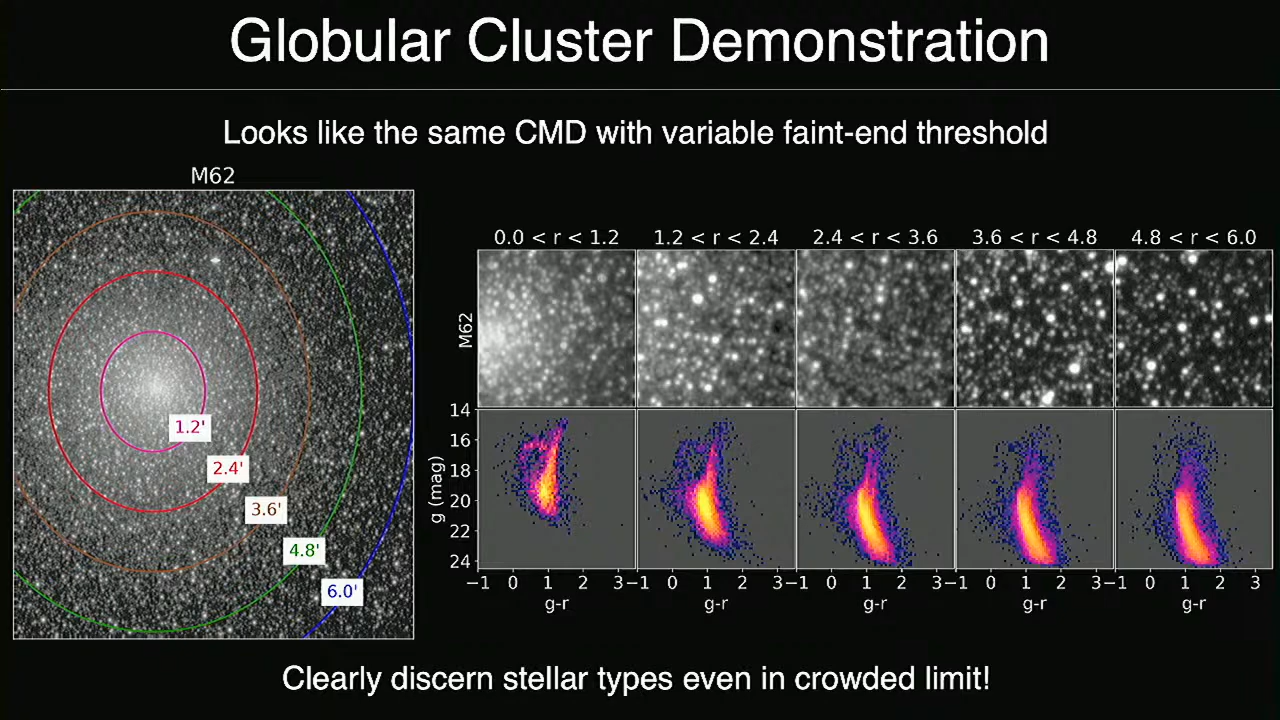 Globular Cluster Demonstration
Looks like the same CMD with variable faint-end threshold
M62
1.2'
2.4'
3.6'
4.8'
6.0'
0.0 < r < 1.2
1.2 < r < 2.4
2.4 < r < 3.6
3.6 < r < 4.8
4.8 < r < 6.0
M62
g (mag)
14
16
18
20
22
24
−1 0 1 2 3 −1 0 1 2 3 −1 0 1 2 3 −1 0 1 2 3 −1 0 1 2 3
g-r g-r g-r g-r g-r
Clearly discern stellar types even in crowded limit!